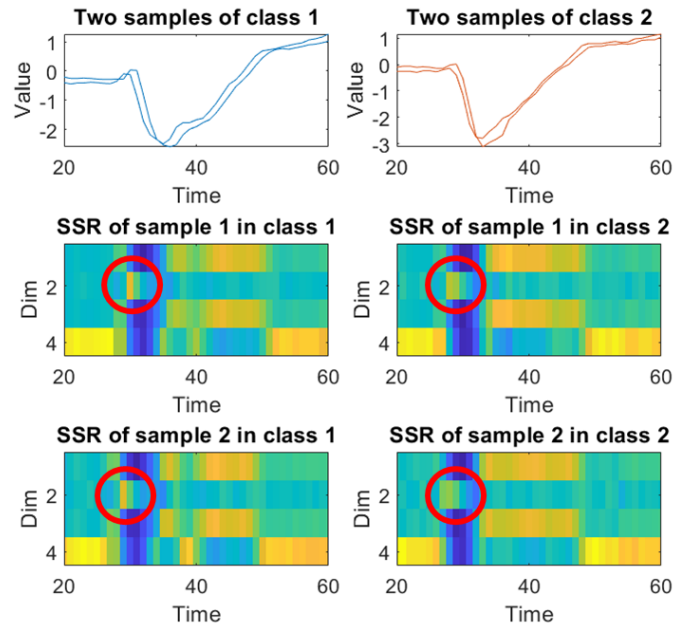 Two samples of class 1
Two samples of class 2
Value
1
0
-1
-2
20
40
60
Time
Value
1
0
-1
-2
-3
20
40
60
Time
SSR of sample 1 in class 1
SSR of sample 1 in class 2
Dim
2
4
20
40
60
Time
Dim
2
4
20
40
60
Time
SSR of sample 2 in class 1
SSR of sample 2 in class 2
Dim
2
4
20
40
60
Time
Dim
2
4
20
40
60
Time